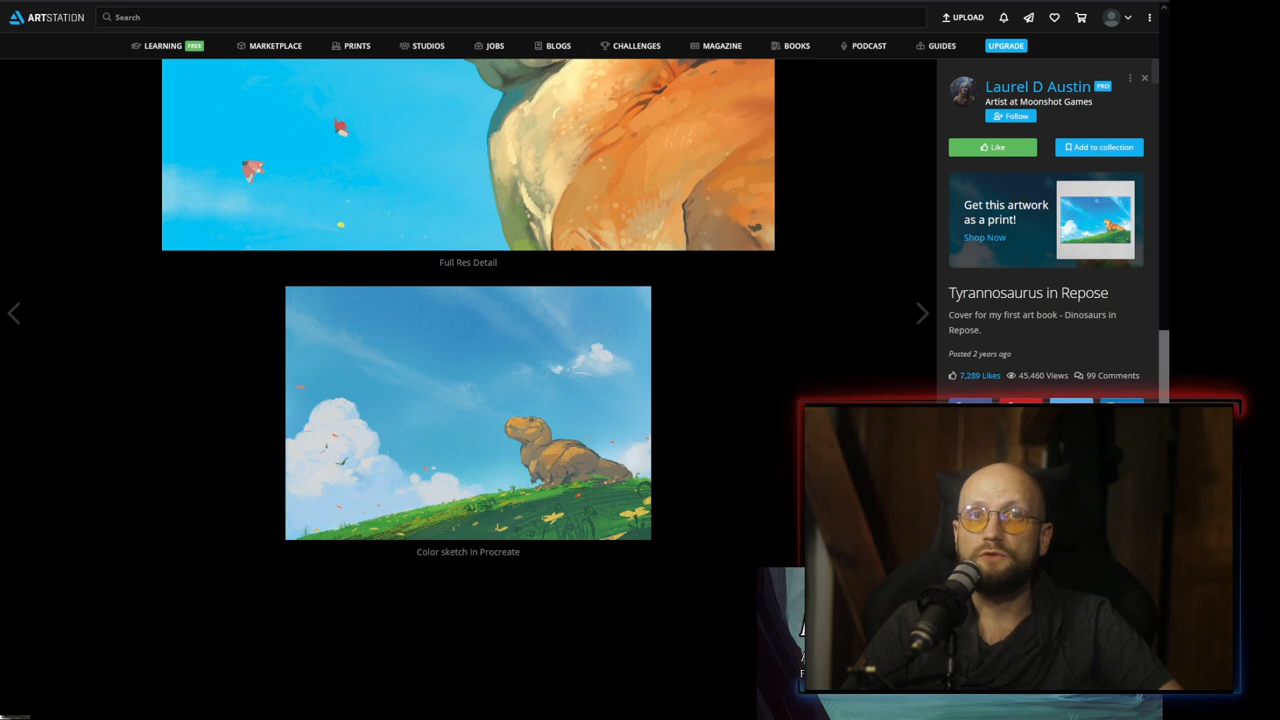 ARTSTATION
Search
UPLOAD
LEARNING FREE
MARKETPLACE
PRINTS
STUDIOS
JOBS
BLOGS
CHALLENGES
MAGAZINE
BOOKS
PODCAST
GUIDES
UPGRADE
Full Res Detail
Color sketch in Procreate
Laurel D Austin PRO
Artist at Moonshot Games
Follow
Like
Add to collection
Get this artwork
as a print!
Shop Now
Tyrannosaurus in Repose
Cover for my first art book - Dinosaurs in
Repose.
Posted 2 years ago
7,289 Likes 45,460 Views 99 Comments